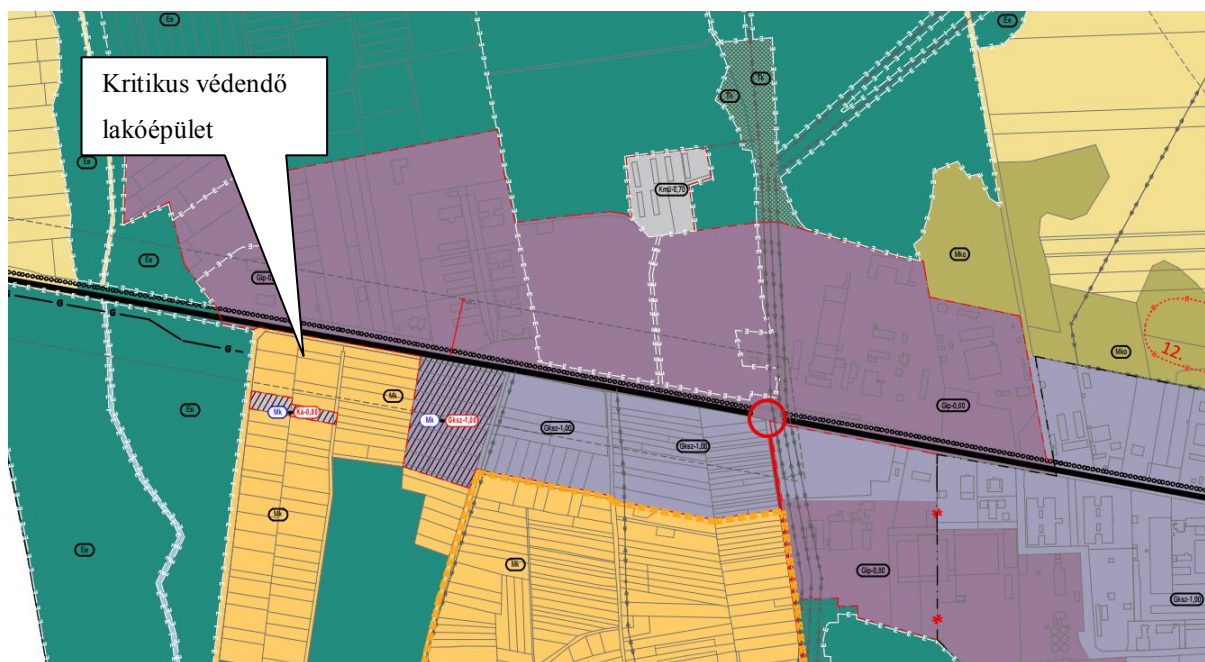 Ee
Ee
Kritikus védendő
lakóépület
Ee
Ee
Gip-0,80
G
G
G
Mk
Mk
Ká-0,80
Mk
Gksz-1,00
Gksz-1,00
Gksz-1,00
Kmű-0,70
Mko
Mko
12.
Gip-0,80
Mk
Mk
Ee
Gip-0,80
Gksz-1,00